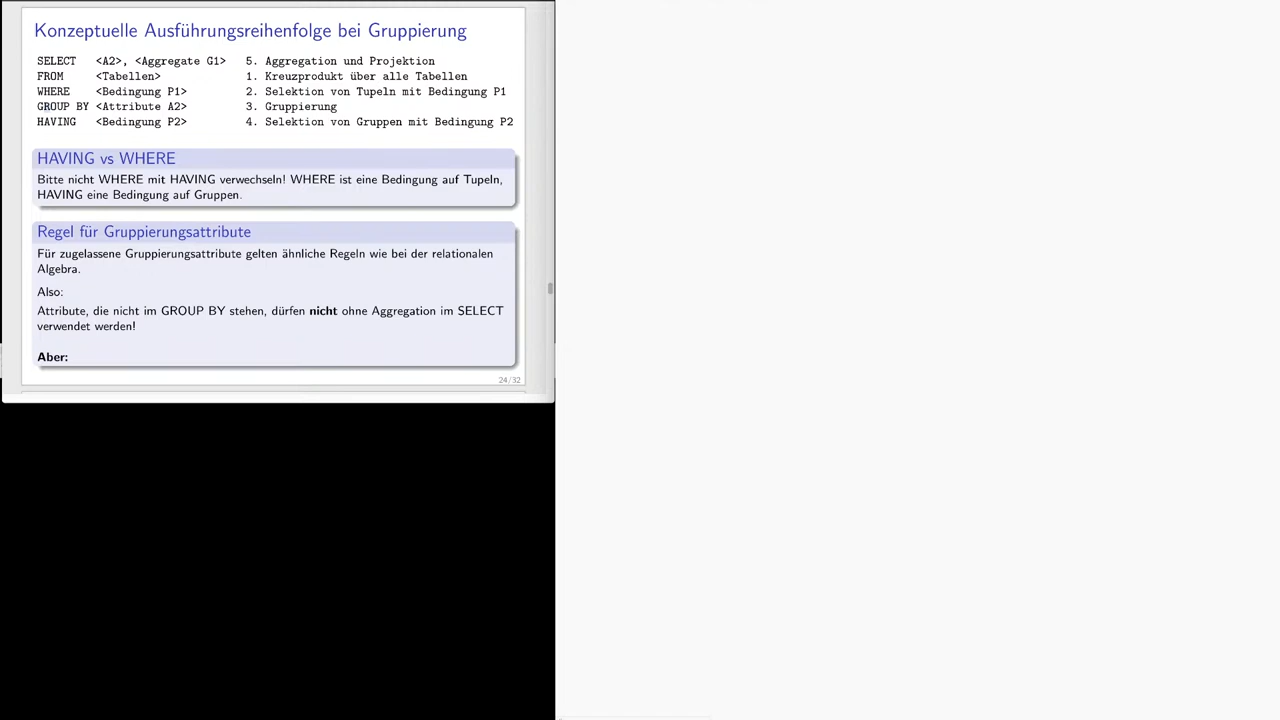 Konzeptuelle Ausführungsreihenfolge bei Gruppierung
SELECT <A2>, <Aggregate G1> 5. Aggregation und Projektion
FROM <Tabellen> 1. Kreuzprodukt über alle Tabellen
WHERE <Bedingung P1> 2. Selektion von Tupeln mit Bedingung P1
GROUP BY <Attribute A2> 3. Gruppierung
HAVING <Bedingung P2> 4. Selektion von Gruppen mit Bedingung P2
HAVING vs WHERE
Bitte nicht WHERE mit HAVING verwechseln! WHERE ist eine Bedingung auf Tupeln,
HAVING eine Bedingung auf Gruppen.
Regel für Gruppierungsattribute
Für zugelassene Gruppierungsattribute gelten ähnliche Regeln wie bei der relationalen
Algebra.
Also:
Attribute, die nicht im GROUP BY stehen, dürfen nicht ohne Aggregation im SELECT
verwendet werden!
Aber:
24/32